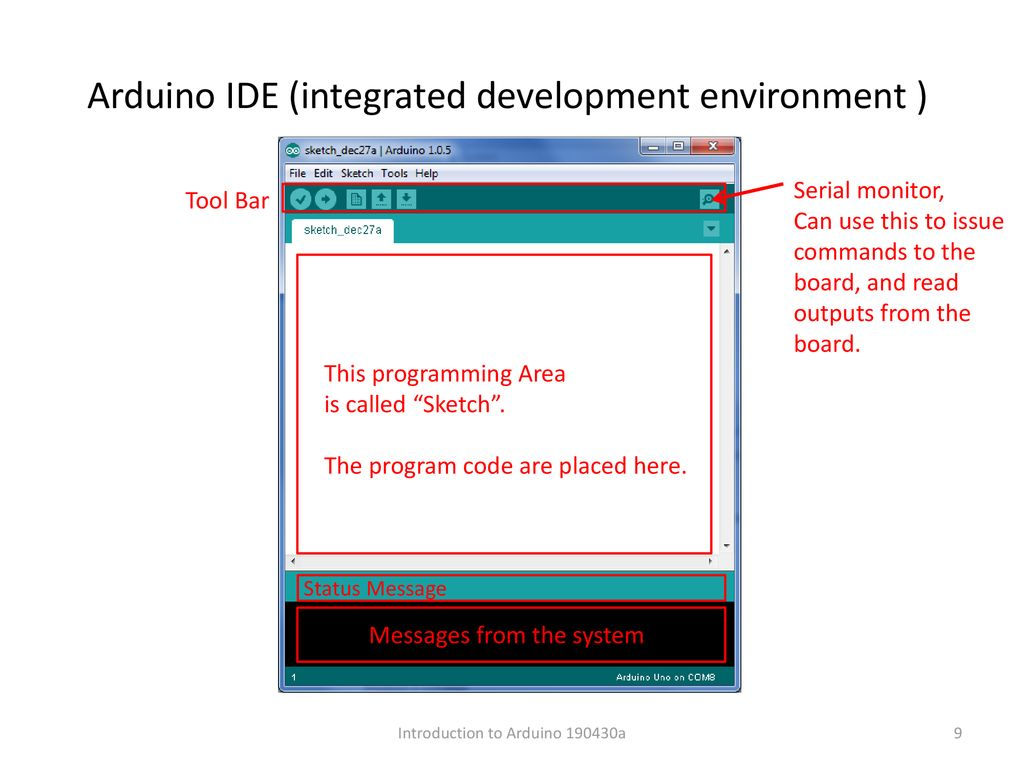 Arduino IDE (integrated development environment )
sketch_dec27a | Arduino 1.0.5
File Edit Sketch Tools Help
Tool Bar
Serial monitor,
Can use this to issue
commands to the
board, and read
outputs from the
board.
sketch_dec27a
This programming Area
is called “Sketch”.
The program code are placed here.
Status Message
Messages from the system
1
Arduino Uno on COM8
Introduction to Arduino 190430a
9